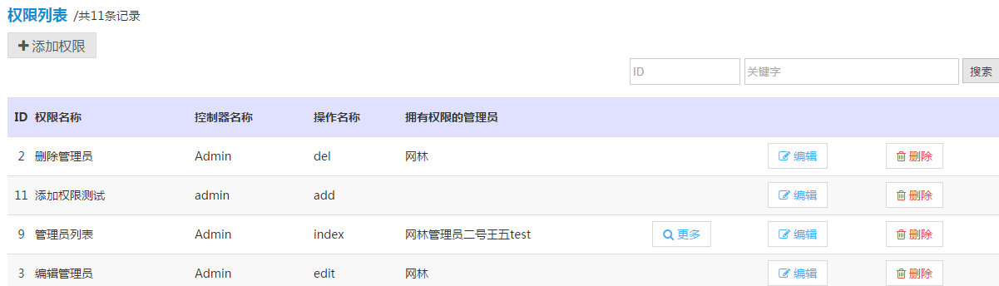 权限列表 /共11条记录
添加权限
ID 关键字 搜索
ID 权限名称 控制器名称 操作名称 拥有权限的管理员
2 删除管理员 Admin del 网林 编辑 删除
11 添加权限测试 admin add 编辑 删除
9 管理员列表 Admin index 网林管理员二号王五test 更多 编辑 删除
3 编辑管理员 Admin edit 网林 编辑 删除